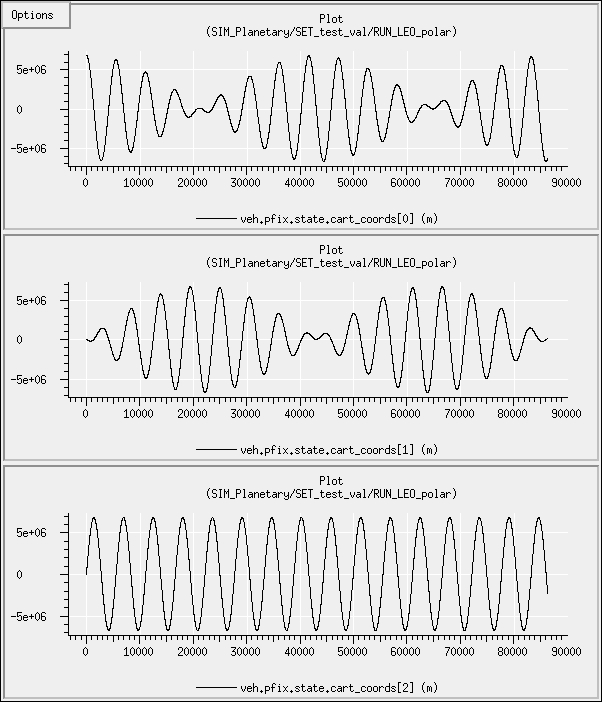 Options
Plot
(SIM_Planetary/SET_test_val/RUN_LEO_polar)
5e+06
0
-5e+06
0 10000 20000 30000 40000 50000 60000 70000 80000 90000
veh.pfix.state.cart_coords[0] (m)
Plot
(SIM_Planetary/SET_test_val/RUN_LEO_polar)
5e+06
0
-5e+06
0 10000 20000 30000 40000 50000 60000 70000 80000 90000
veh.pfix.state.cart_coords[1] (m)
Plot
(SIM_Planetary/SET_test_val/RUN_LEO_polar)
5e+06
0
-5e+06
0 10000 20000 30000 40000 50000 60000 70000 80000 90000
veh.pfix.state.cart_coords[2] (m)